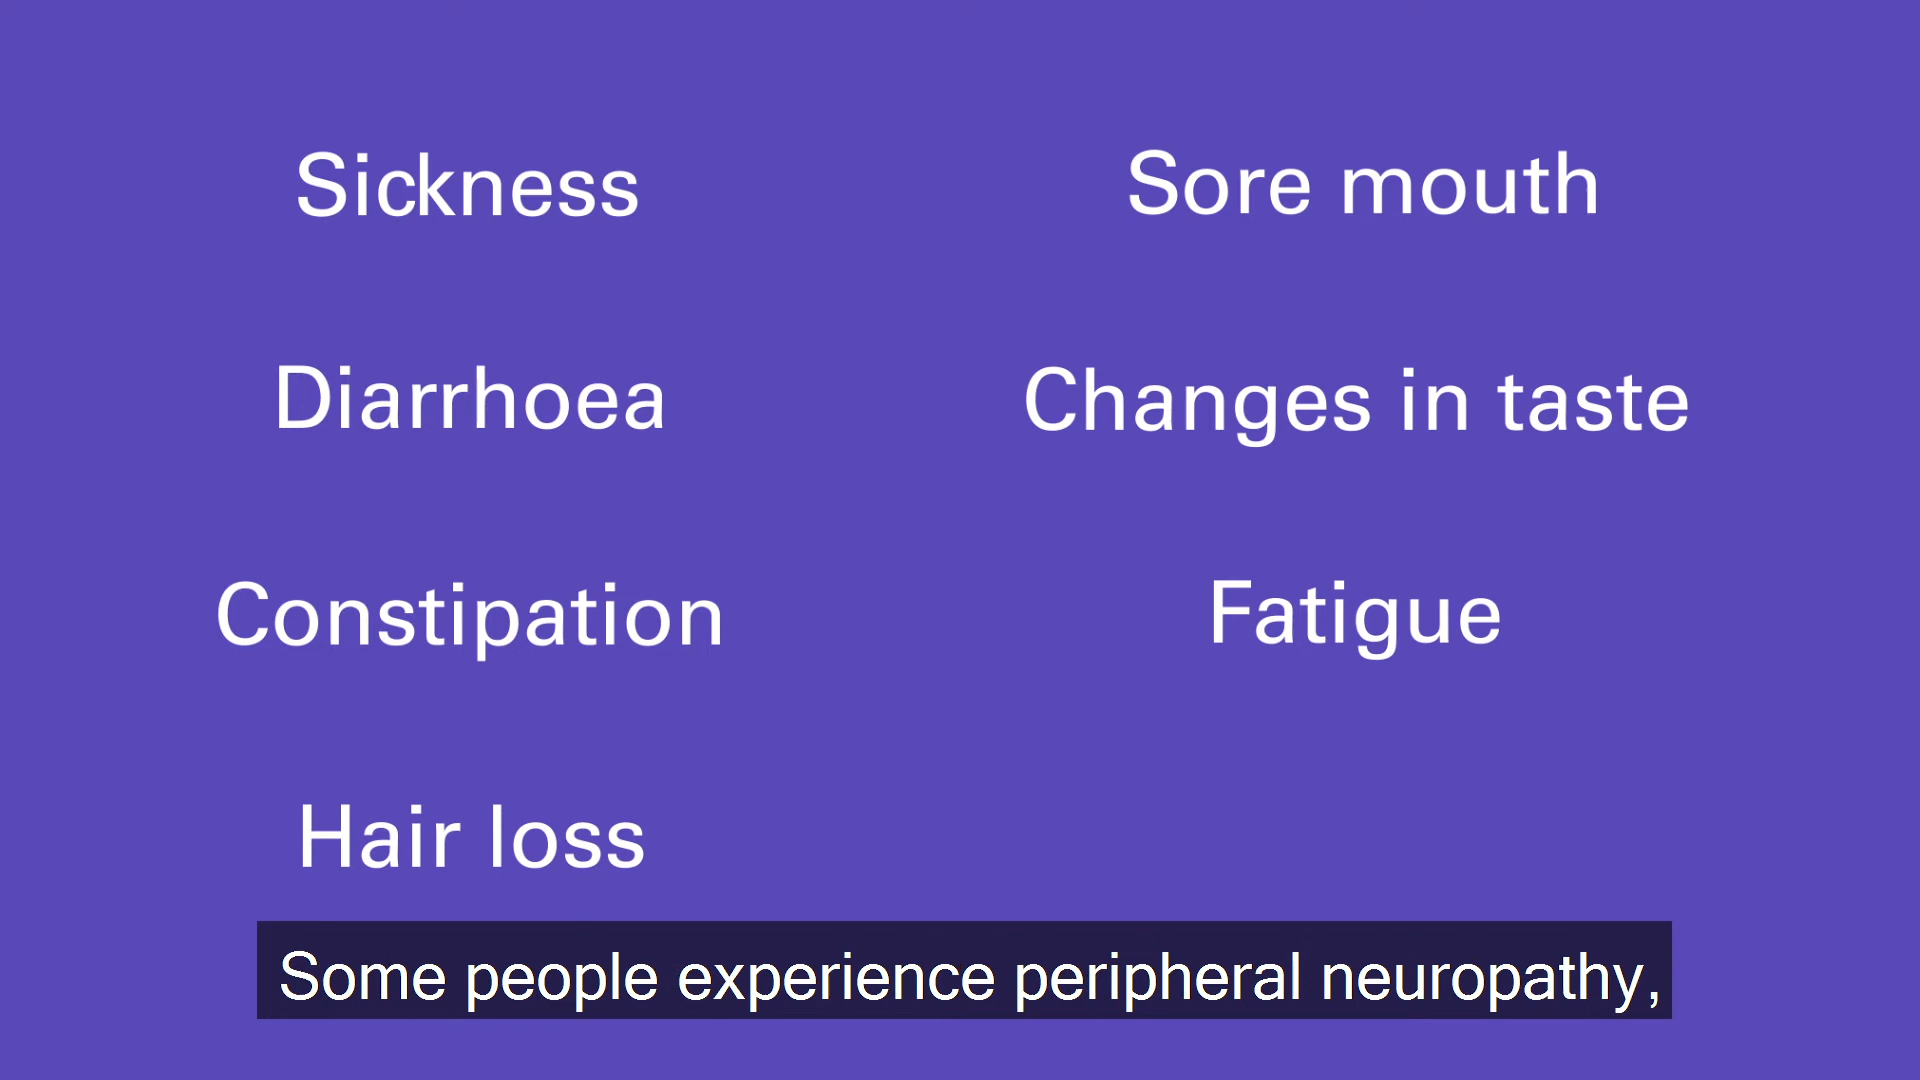 Sickness
Sore mouth
Diarrhoea
Changes in taste
Constipation
Fatigue
Hair loss
Some people experience peripheral neuropathy,